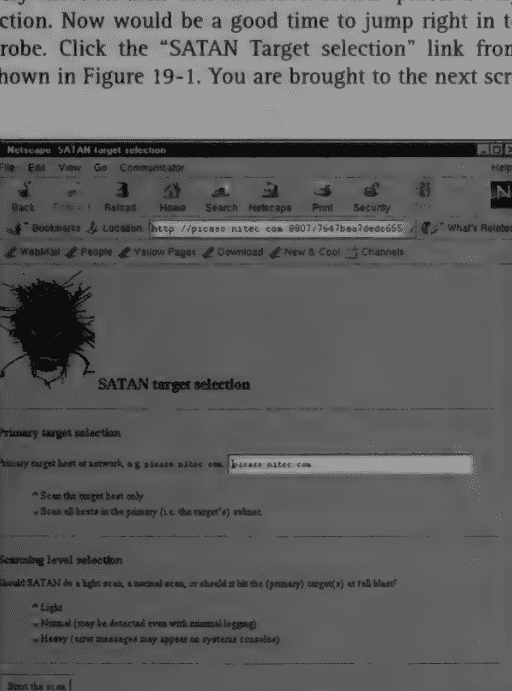 ction. Now would be a good time to jump right in
robe. Click the “SATAN Target selection” link from
hown in Figure 19-1. You are brought to the next
Netscape SATAN target selection
File Edit View Go Communicator Help
Back Reload Home Search Netscape Print Security
Bookmarks Location http://picaso.nitec.com What's Related
WebMail People Yellow Pages Download New & Cool Channels
SATAN target selection
Primary target selection
Primary target host or network, e.g. picaso.nitec.com picaso.nitec.com
Scan the target host only
Scan all hosts in the primary (i.e. the target's) subnet.
Scanning level selection
Should SATAN do a light scan, a normal scan, or should it hit the (primary) target(s) at full blast?
Light
Normal (may be detected even with minimal logging)
Heavy (error messages may appear on systems consoles)
Start the scan